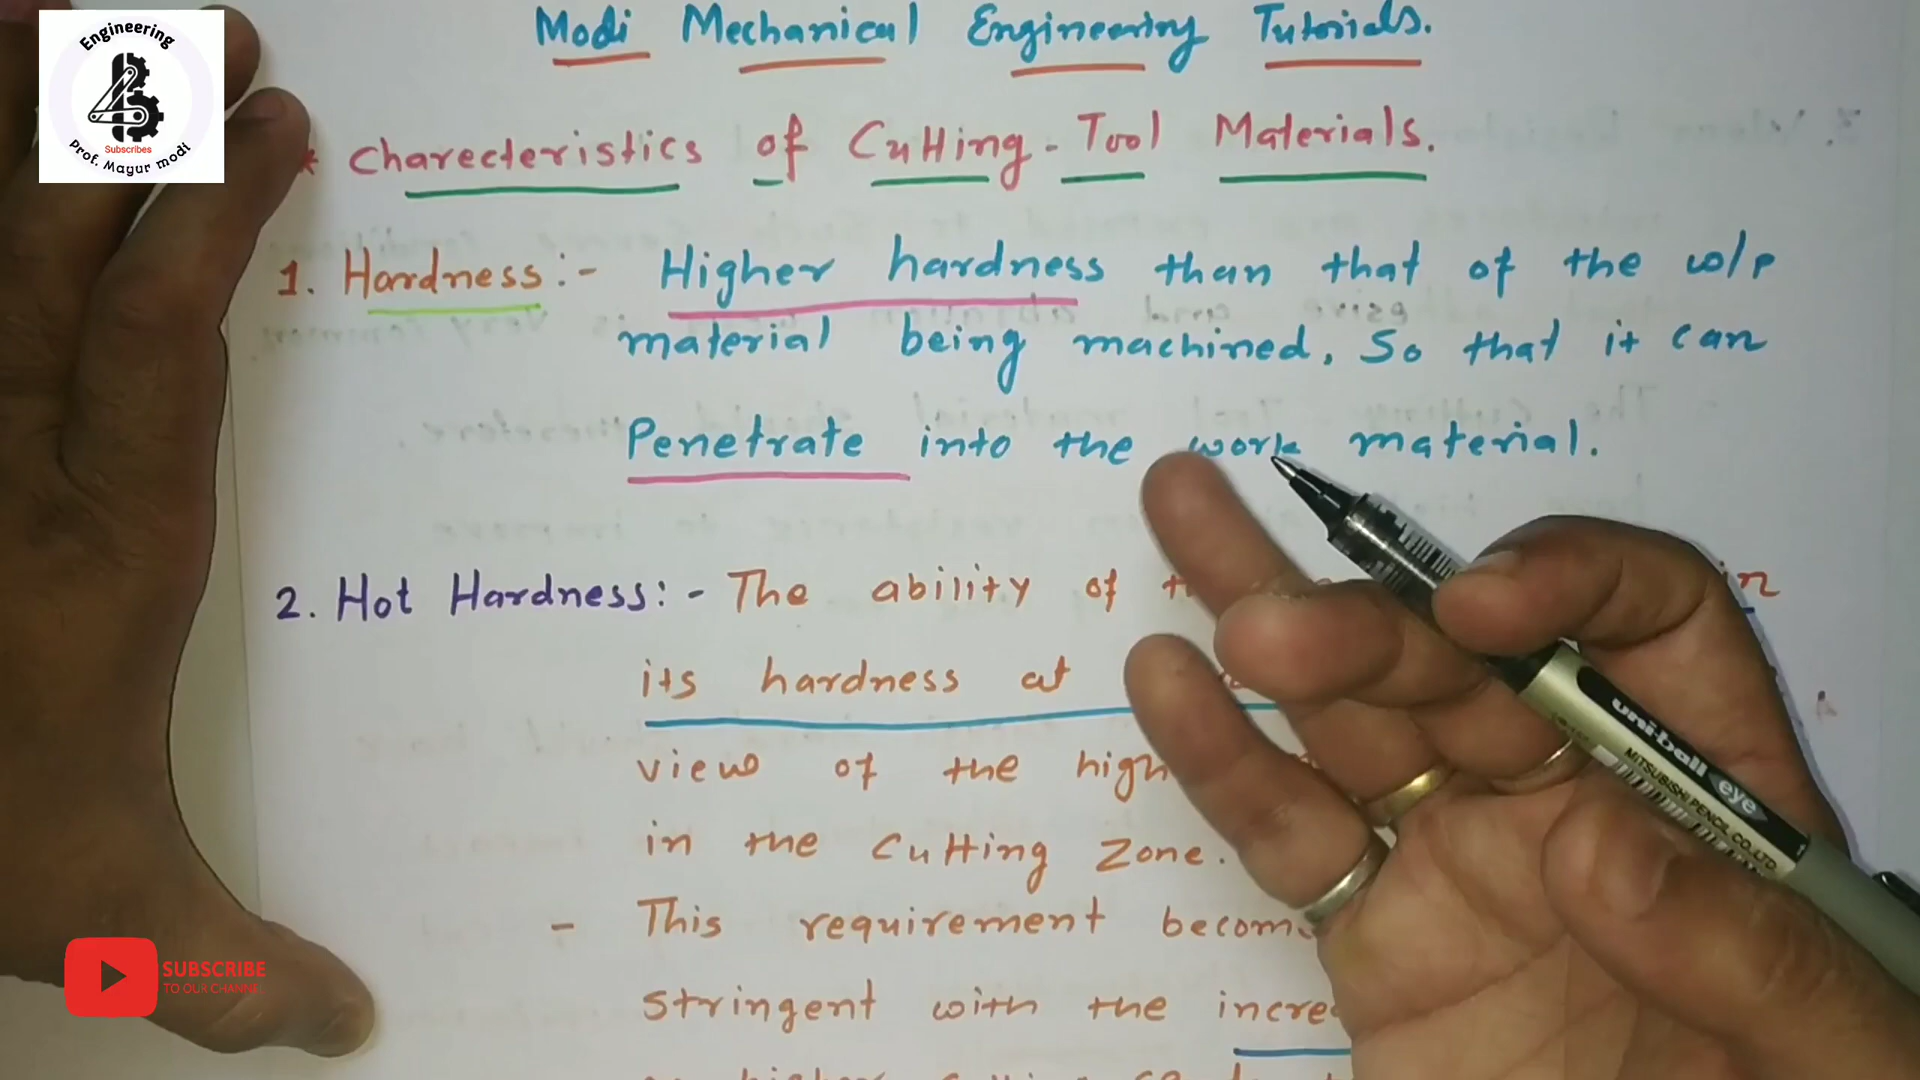 Engineering
Subscribes
Prof. Mayur modi
Modi Mechanical Engineering Tutorials.
* Charecteristics of Cutting-Tool Materials.
1. Hardness:- Higher hardness than that of the w/p
material being machined, So that it can
Penetrate into the work material.
2. Hot Hardness:- The ability of
its hardness at
view of the high
in the Cutting Zone.
- This requirement
stringent with the
uni-ball eye
MITSUBISHI PENCIL CO.,LTD.
SUBSCRIBE
TO OUR CHANNEL